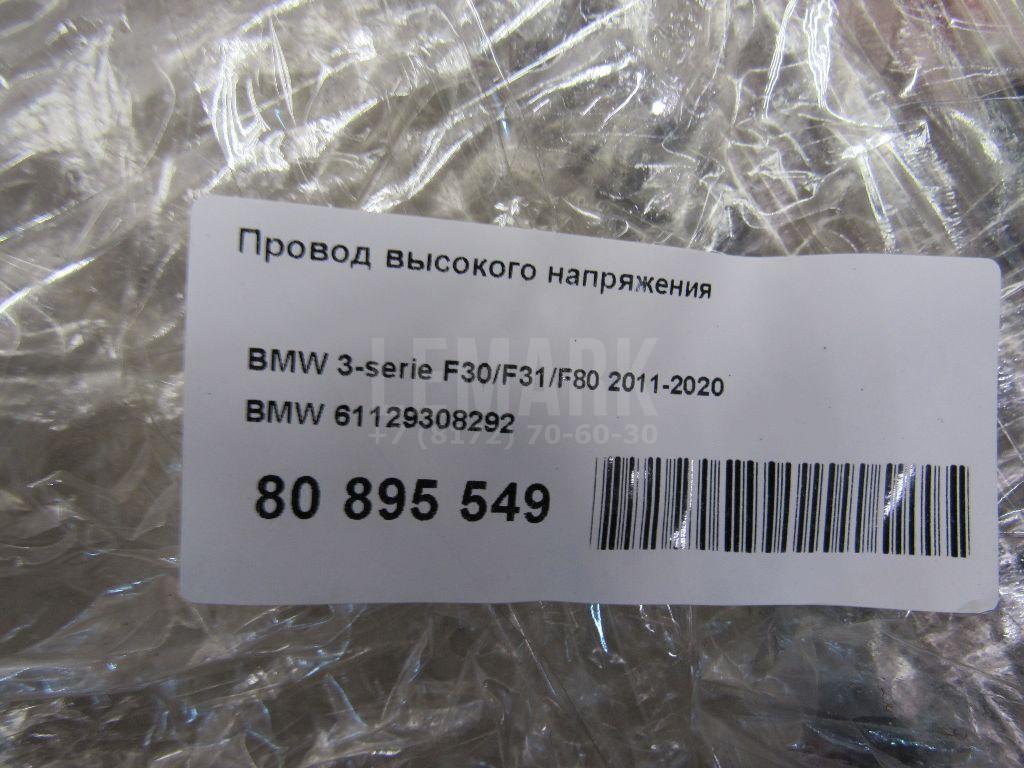 Провод высокого напряжения
BMW 3-serie F30/F31/F80 2011-2020
LEMARK
BMW 61129308292
+7 (8172) 70-60-30
80 895 549